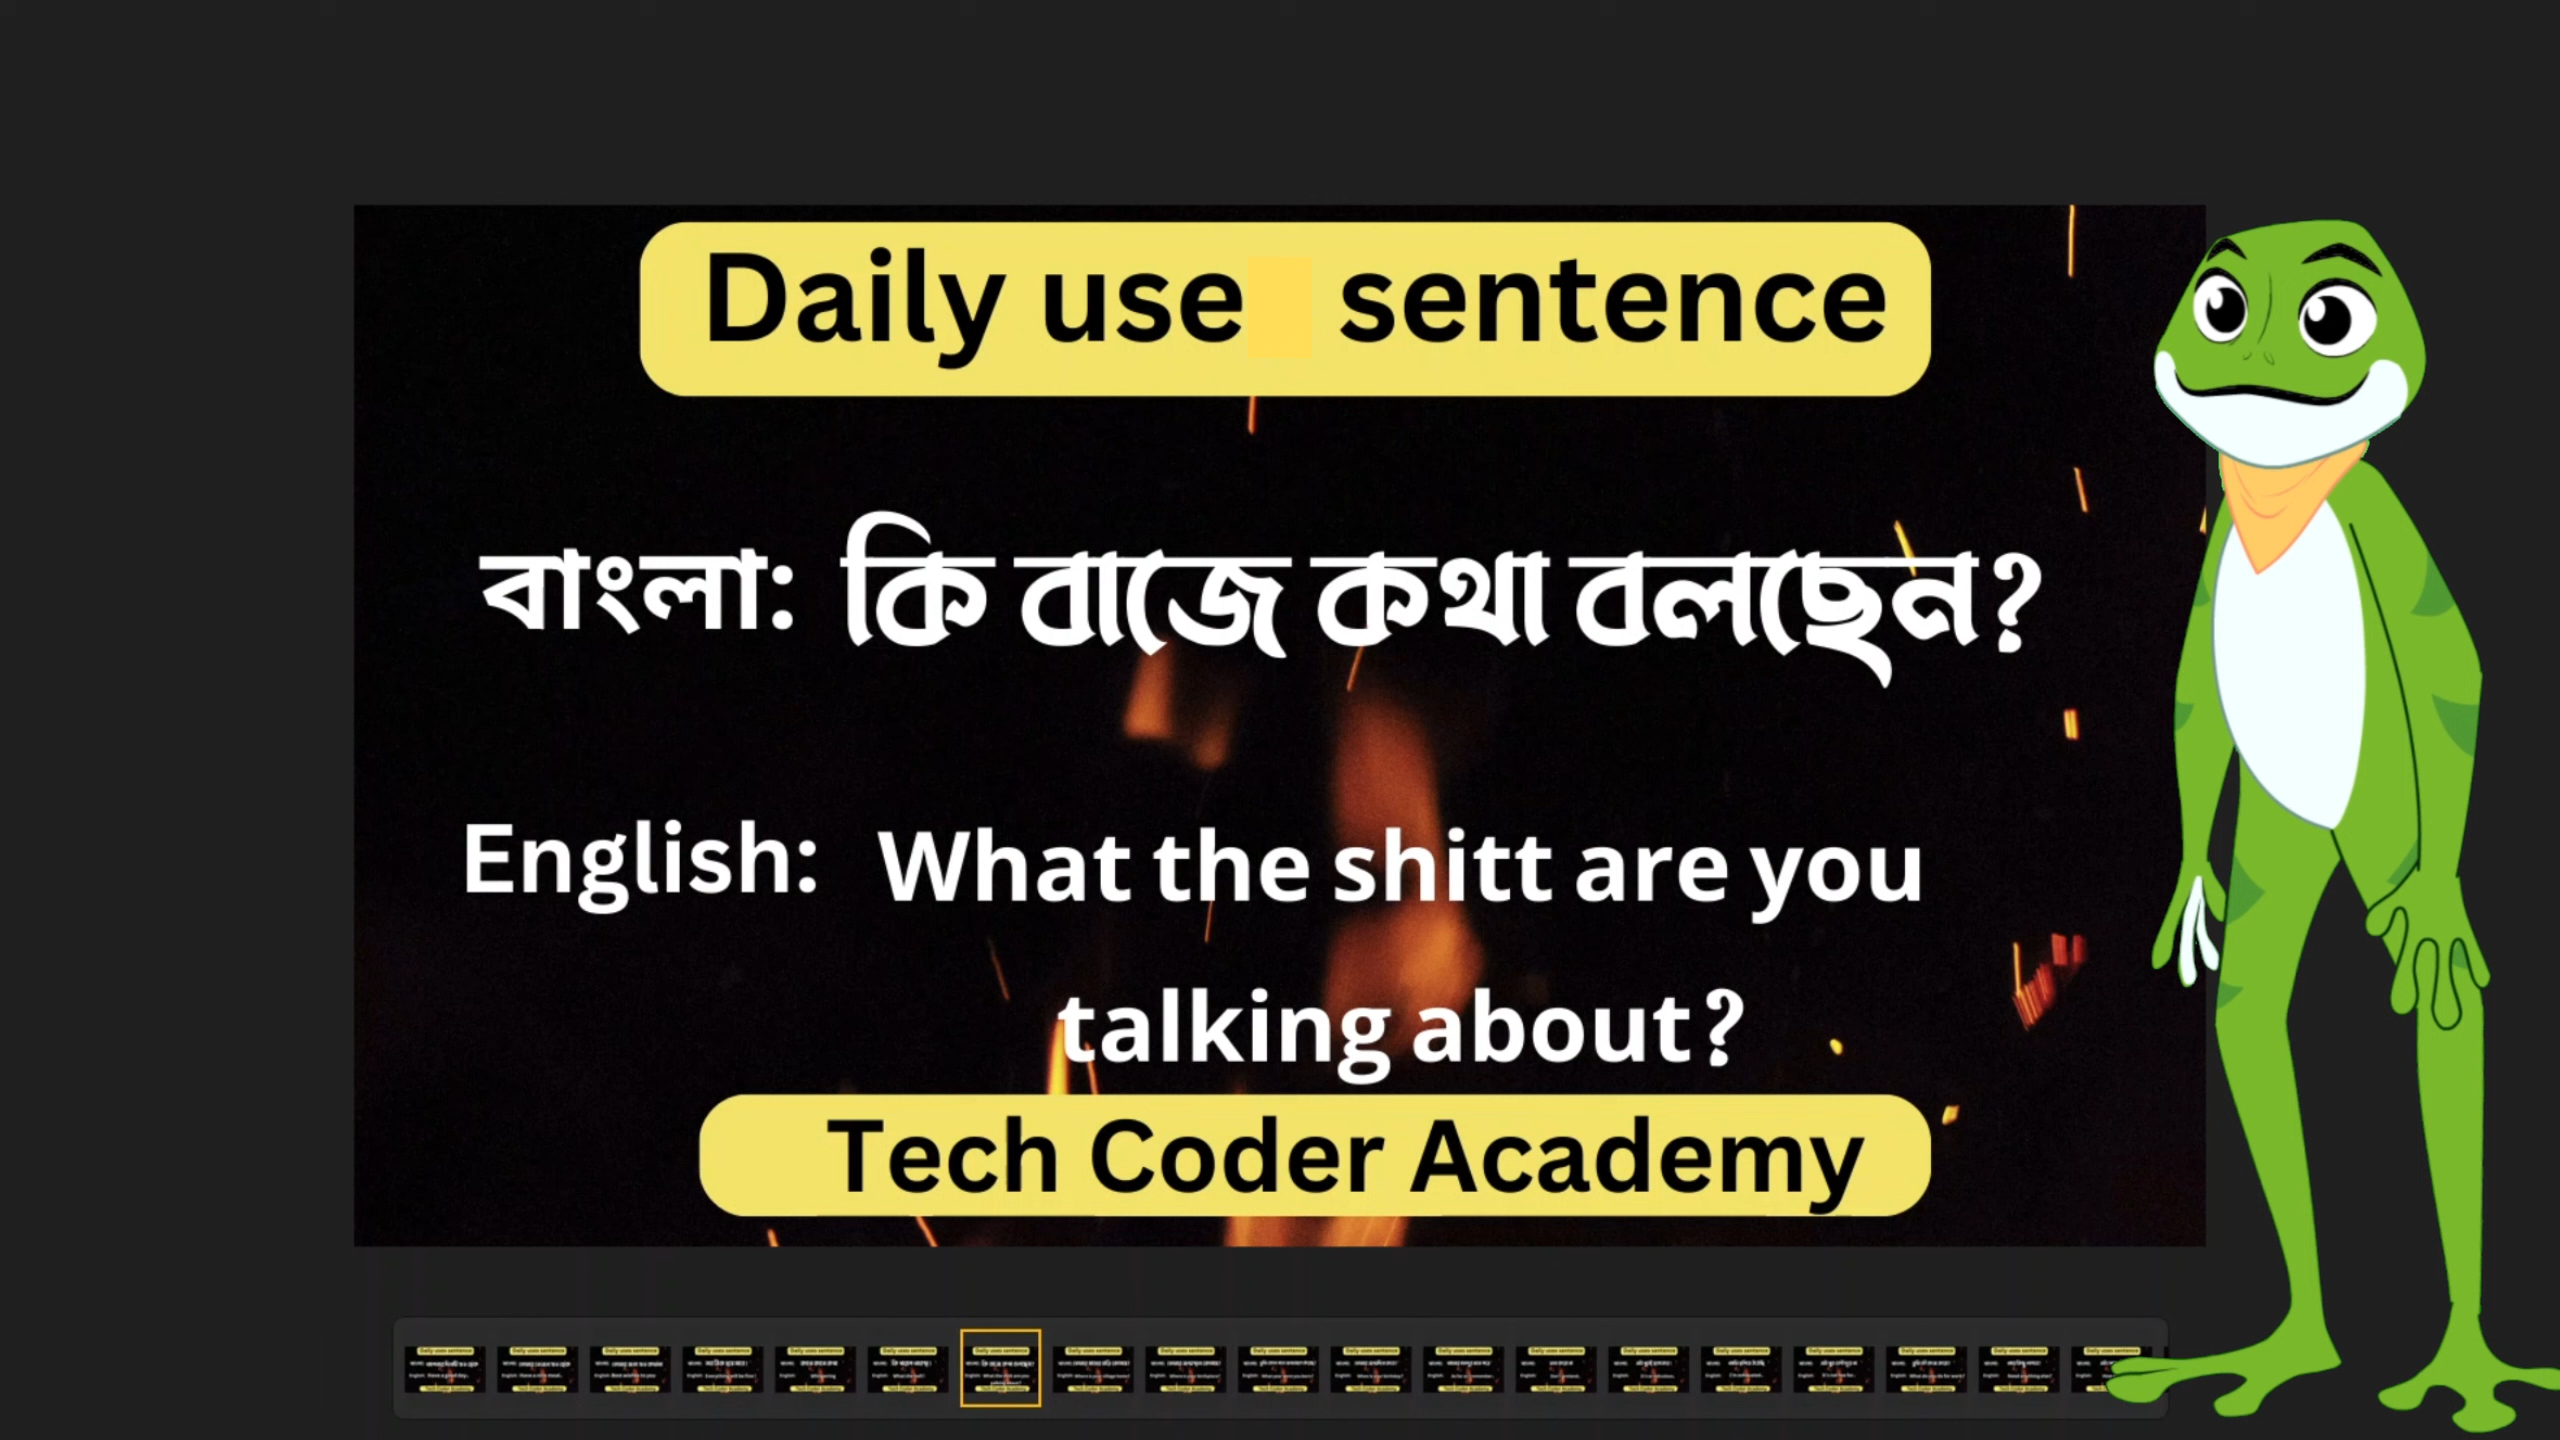 Daily use sentence
বাংলা: কি বাজে কথা বলছেন?
English: What the shitt are you
talking about?
Tech Coder Academy